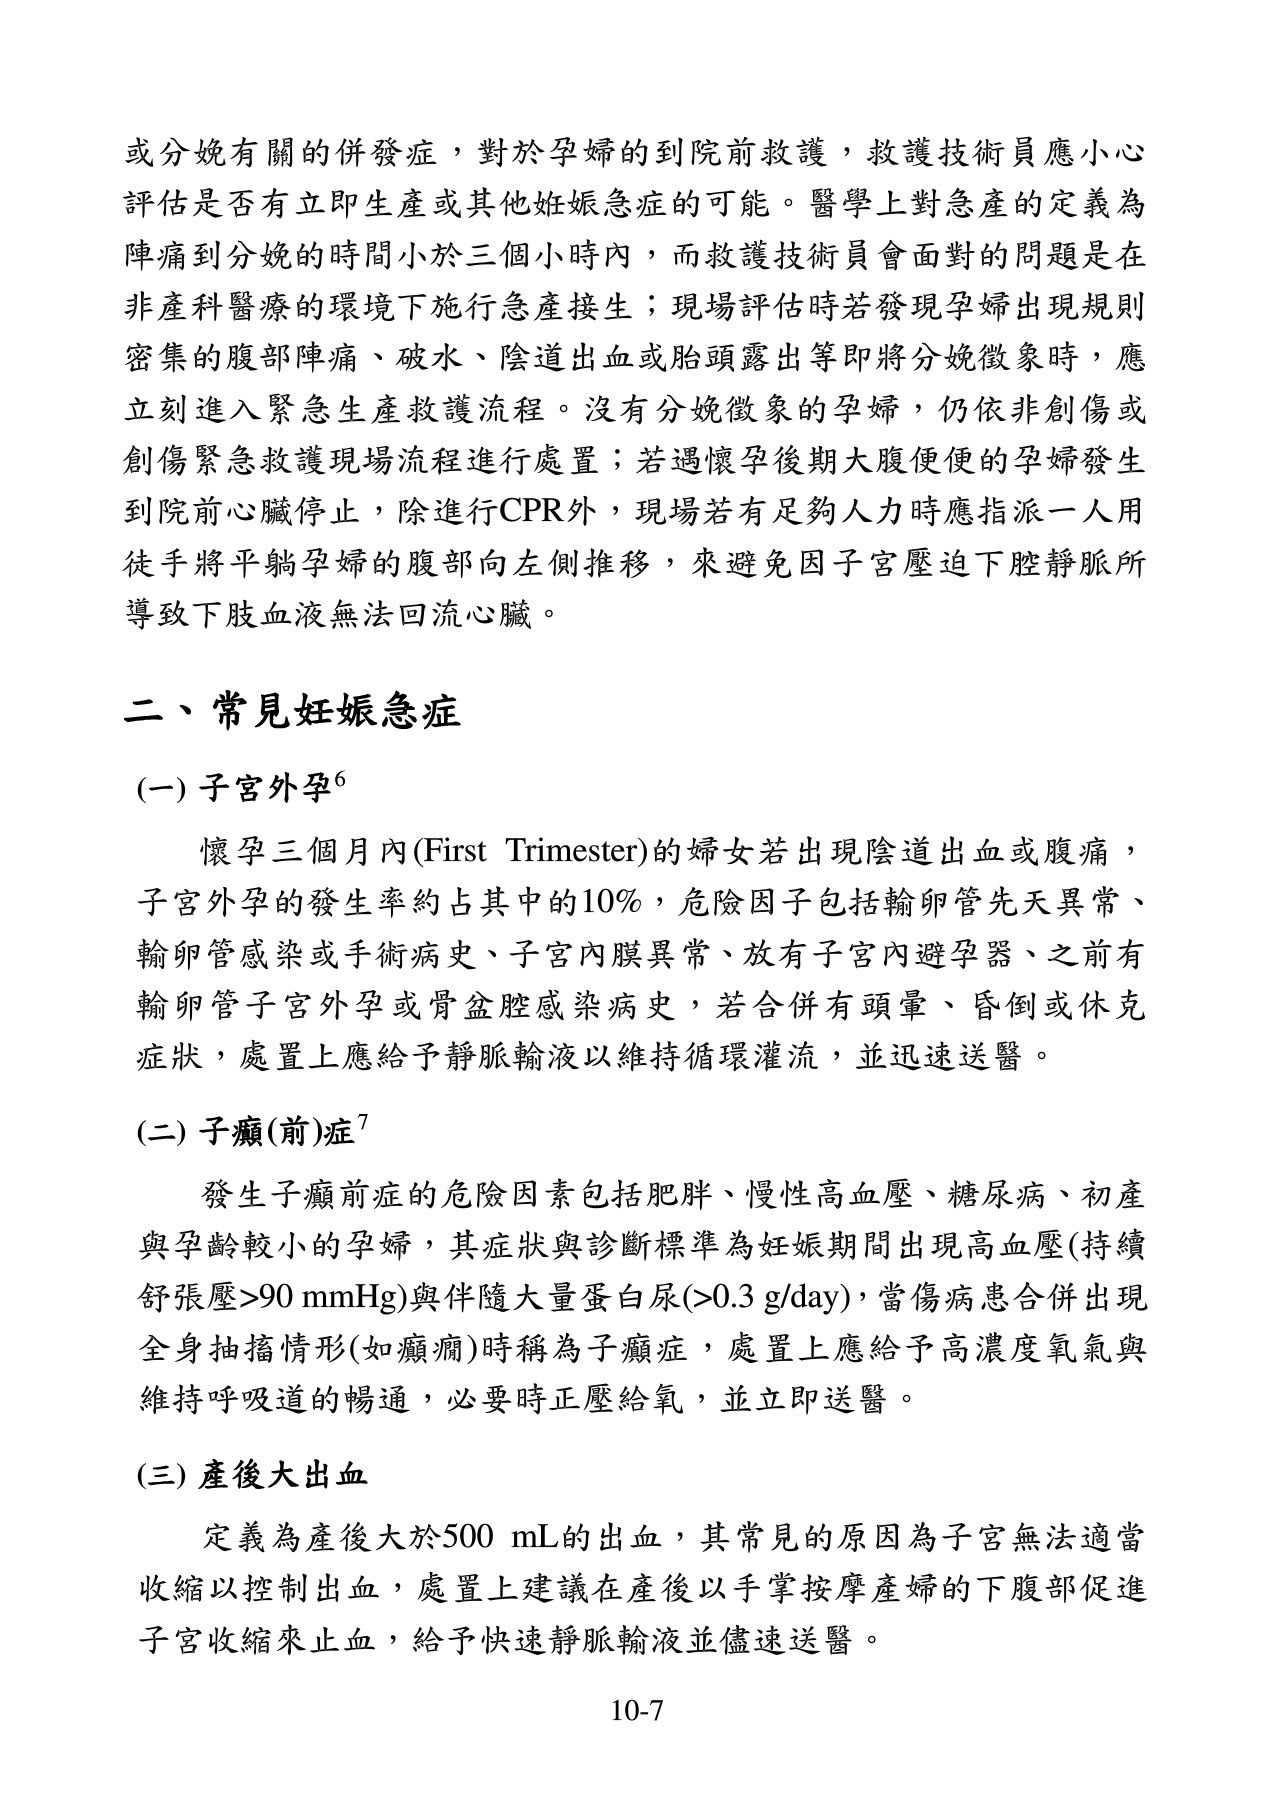 或分娩有關的併發症，對於孕婦的到院前救護，救護技術員應小心
評估是否有立即生產或其他妊娠急症的可能。醫學上對急產的定義為
陣痛到分娩的時間小於三個小時內，而救護技術員會面對的問題是在
非產科醫療的環境下施行急產接生；現場評估時若發現孕婦出現規則
密集的腹部陣痛、破水、陰道出血或胎頭露出等即將分娩徵象時，應
立刻進入緊急生產救護流程。沒有分娩徵象的孕婦，仍依非創傷或
創傷緊急救護現場流程進行處置；若遇懷孕後期大腹便便的孕婦發生
到院前心臟停止，除進行CPR外，現場若有足夠人力時應指派一人用
徒手將平躺孕婦的腹部向左側推移，來避免因子宮壓迫下腔靜脈所
導致下肢血液無法回流心臟。
二、常見妊娠急症
(一) 子宮外孕6
懷孕三個月內(First Trimester)的婦女若出現陰道出血或腹痛，
子宮外孕的發生率約占其中的10%，危險因子包括輸卵管先天異常、
輸卵管感染或手術病史、子宮內膜異常、放有子宮內避孕器、之前有
輸卵管子宮外孕或骨盆腔感染病史，若合併有頭暈、昏倒或休克
症狀，處置上應給予靜脈輸液以維持循環灌流，並迅速送醫。
(二) 子癲(前)症7
發生子癲前症的危險因素包括肥胖、慢性高血壓、糖尿病、初產
與孕齡較小的孕婦，其症狀與診斷標準為妊娠期間出現高血壓(持續
舒張壓>90 mmHg)與伴隨大量蛋白尿(>0.3 g/day)，當傷病患合併出現
全身抽搐情形(如癲癇)時稱為子癲症，處置上應給予高濃度氧氣與
維持呼吸道的暢通，必要時正壓給氧，並立即送醫。
(三) 產後大出血
定義為產後大於500 mL的出血，其常見的原因為子宮無法適當
收縮以控制出血，處置上建議在產後以手掌按摩產婦的下腹部促進
子宮收縮來止血，給予快速靜脈輸液並儘速送醫。
10-7